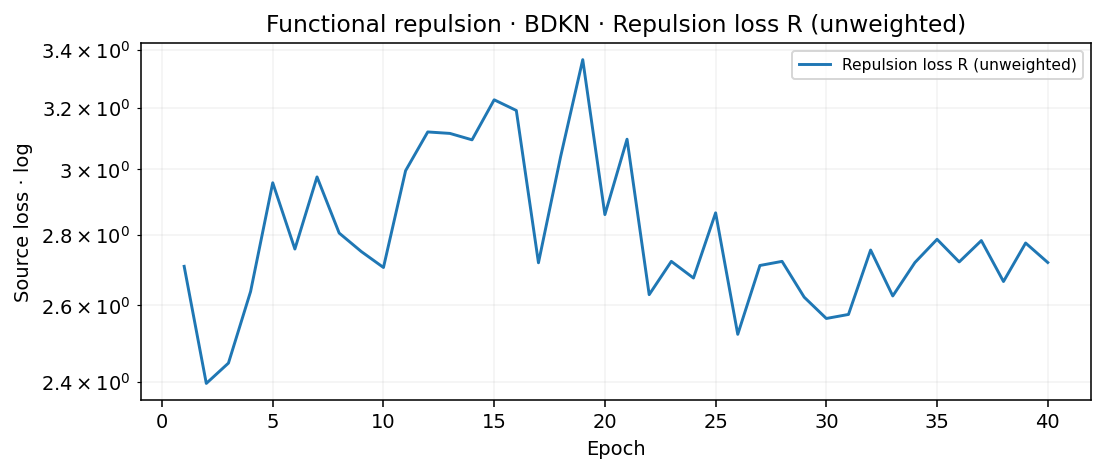 Functional repulsion · BDKN · Repulsion loss R (unweighted)
Repulsion loss R (unweighted)
Source loss · log
3.4 × 10⁰
3.2 × 10⁰
3 × 10⁰
2.8 × 10⁰
2.6 × 10⁰
2.4 × 10⁰
0 5 10 15 20 25 30 35 40
Epoch